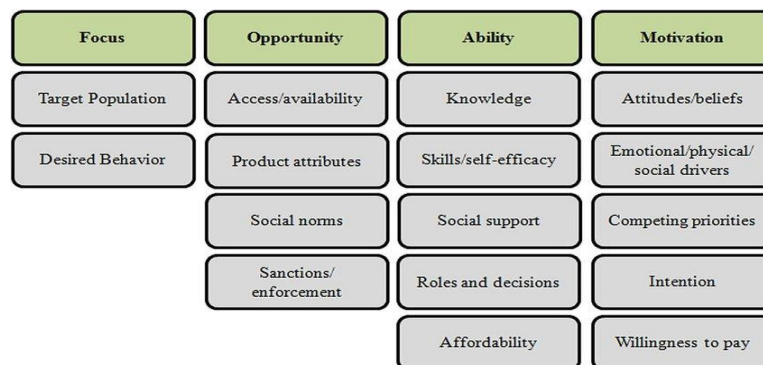 Focus
Opportunity
Ability
Motivation
Target Population
Access/availability
Knowledge
Attitudes/beliefs
Desired Behavior
Product attributes
Skills/self-efficacy
Emotional/physical/
social drivers
Social norms
Social support
Competing priorities
Sanctions/
enforcement
Roles and decisions
Intention
Affordability
Willingness to pay